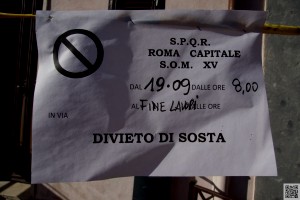 S.P.Q.R.
ROMA CAPITALE
S.O.M. XV
DAL 19.09 DALLE ORE 8,00
AL FINE LAVORI DALLE ORE
IN VIA
DIVIETO DI SOSTA